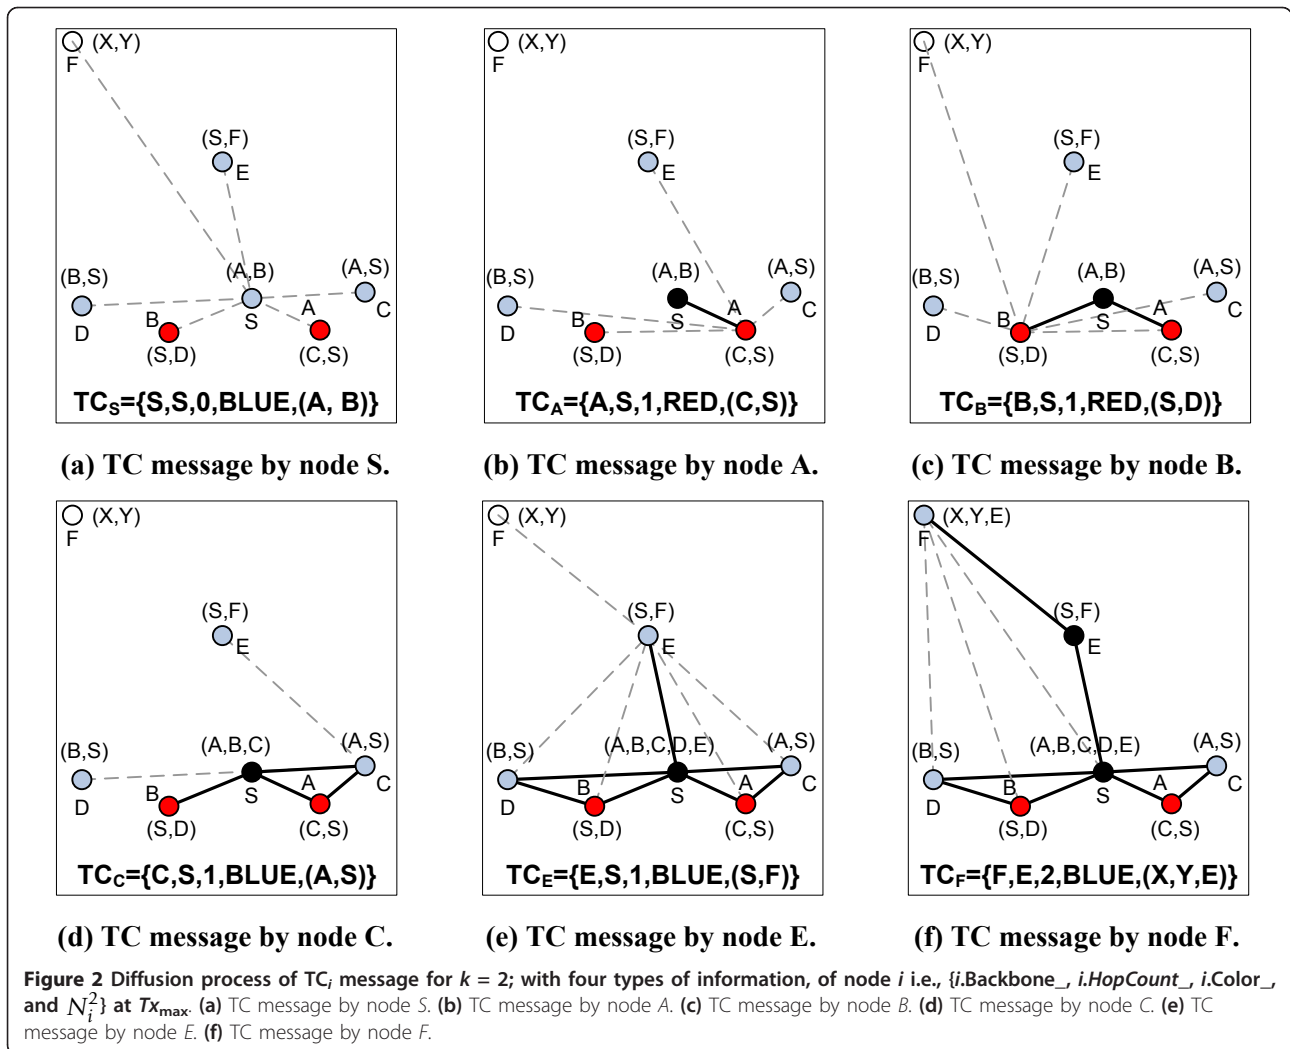 (X,Y)
F
(S,F)
E
(B,S)
D
(A,B)
S
(A,S)
C
B
(S,D)
A
(C,S)
TCS={S,S,0,BLUE,(A, B)}
(a) TC message by node S.
(X,Y)
F
(S,F)
E
(B,S)
D
(A,B)
S
(A,S)
C
B
(S,D)
A
(C,S)
TCA={A,S,1,RED,(C,S)}
(b) TC message by node A.
(X,Y)
F
(S,F)
E
(B,S)
D
(A,B)
S
(A,S)
C
B
(S,D)
A
(C,S)
TCB={B,S,1,RED,(S,D)}
(c) TC message by node B.
(X,Y)
F
(S,F)
E
(B,S)
D
(A,B,C)
S
(A,S)
C
B
(S,D)
A
(C,S)
TCC={C,S,1,BLUE,(A,S)}
(d) TC message by node C.
(X,Y)
F
(S,F)
E
(B,S)
D
(A,B,C,D,E)
S
(A,S)
C
B
(S,D)
A
(C,S)
TCE={E,S,1,BLUE,(S,F)}
(e) TC message by node E.
(X,Y,E)
F
(S,F)
E
(B,S)
D
(A,B,C,D,E)
S
(A,S)
C
B
(S,D)
A
(C,S)
TCF={F,E,2,BLUE,(X,Y,E)}
(f) TC message by node F.
Figure 2 Diffusion process of TCi message for k = 2; with four types of information, of node i i.e., {i.Backbone_, i.HopCount_, i.Color_,
and N_i^2} at Txmax. (a) TC message by node S. (b) TC message by node A. (c) TC message by node B. (d) TC message by node C. (e) TC
message by node E. (f) TC message by node F.